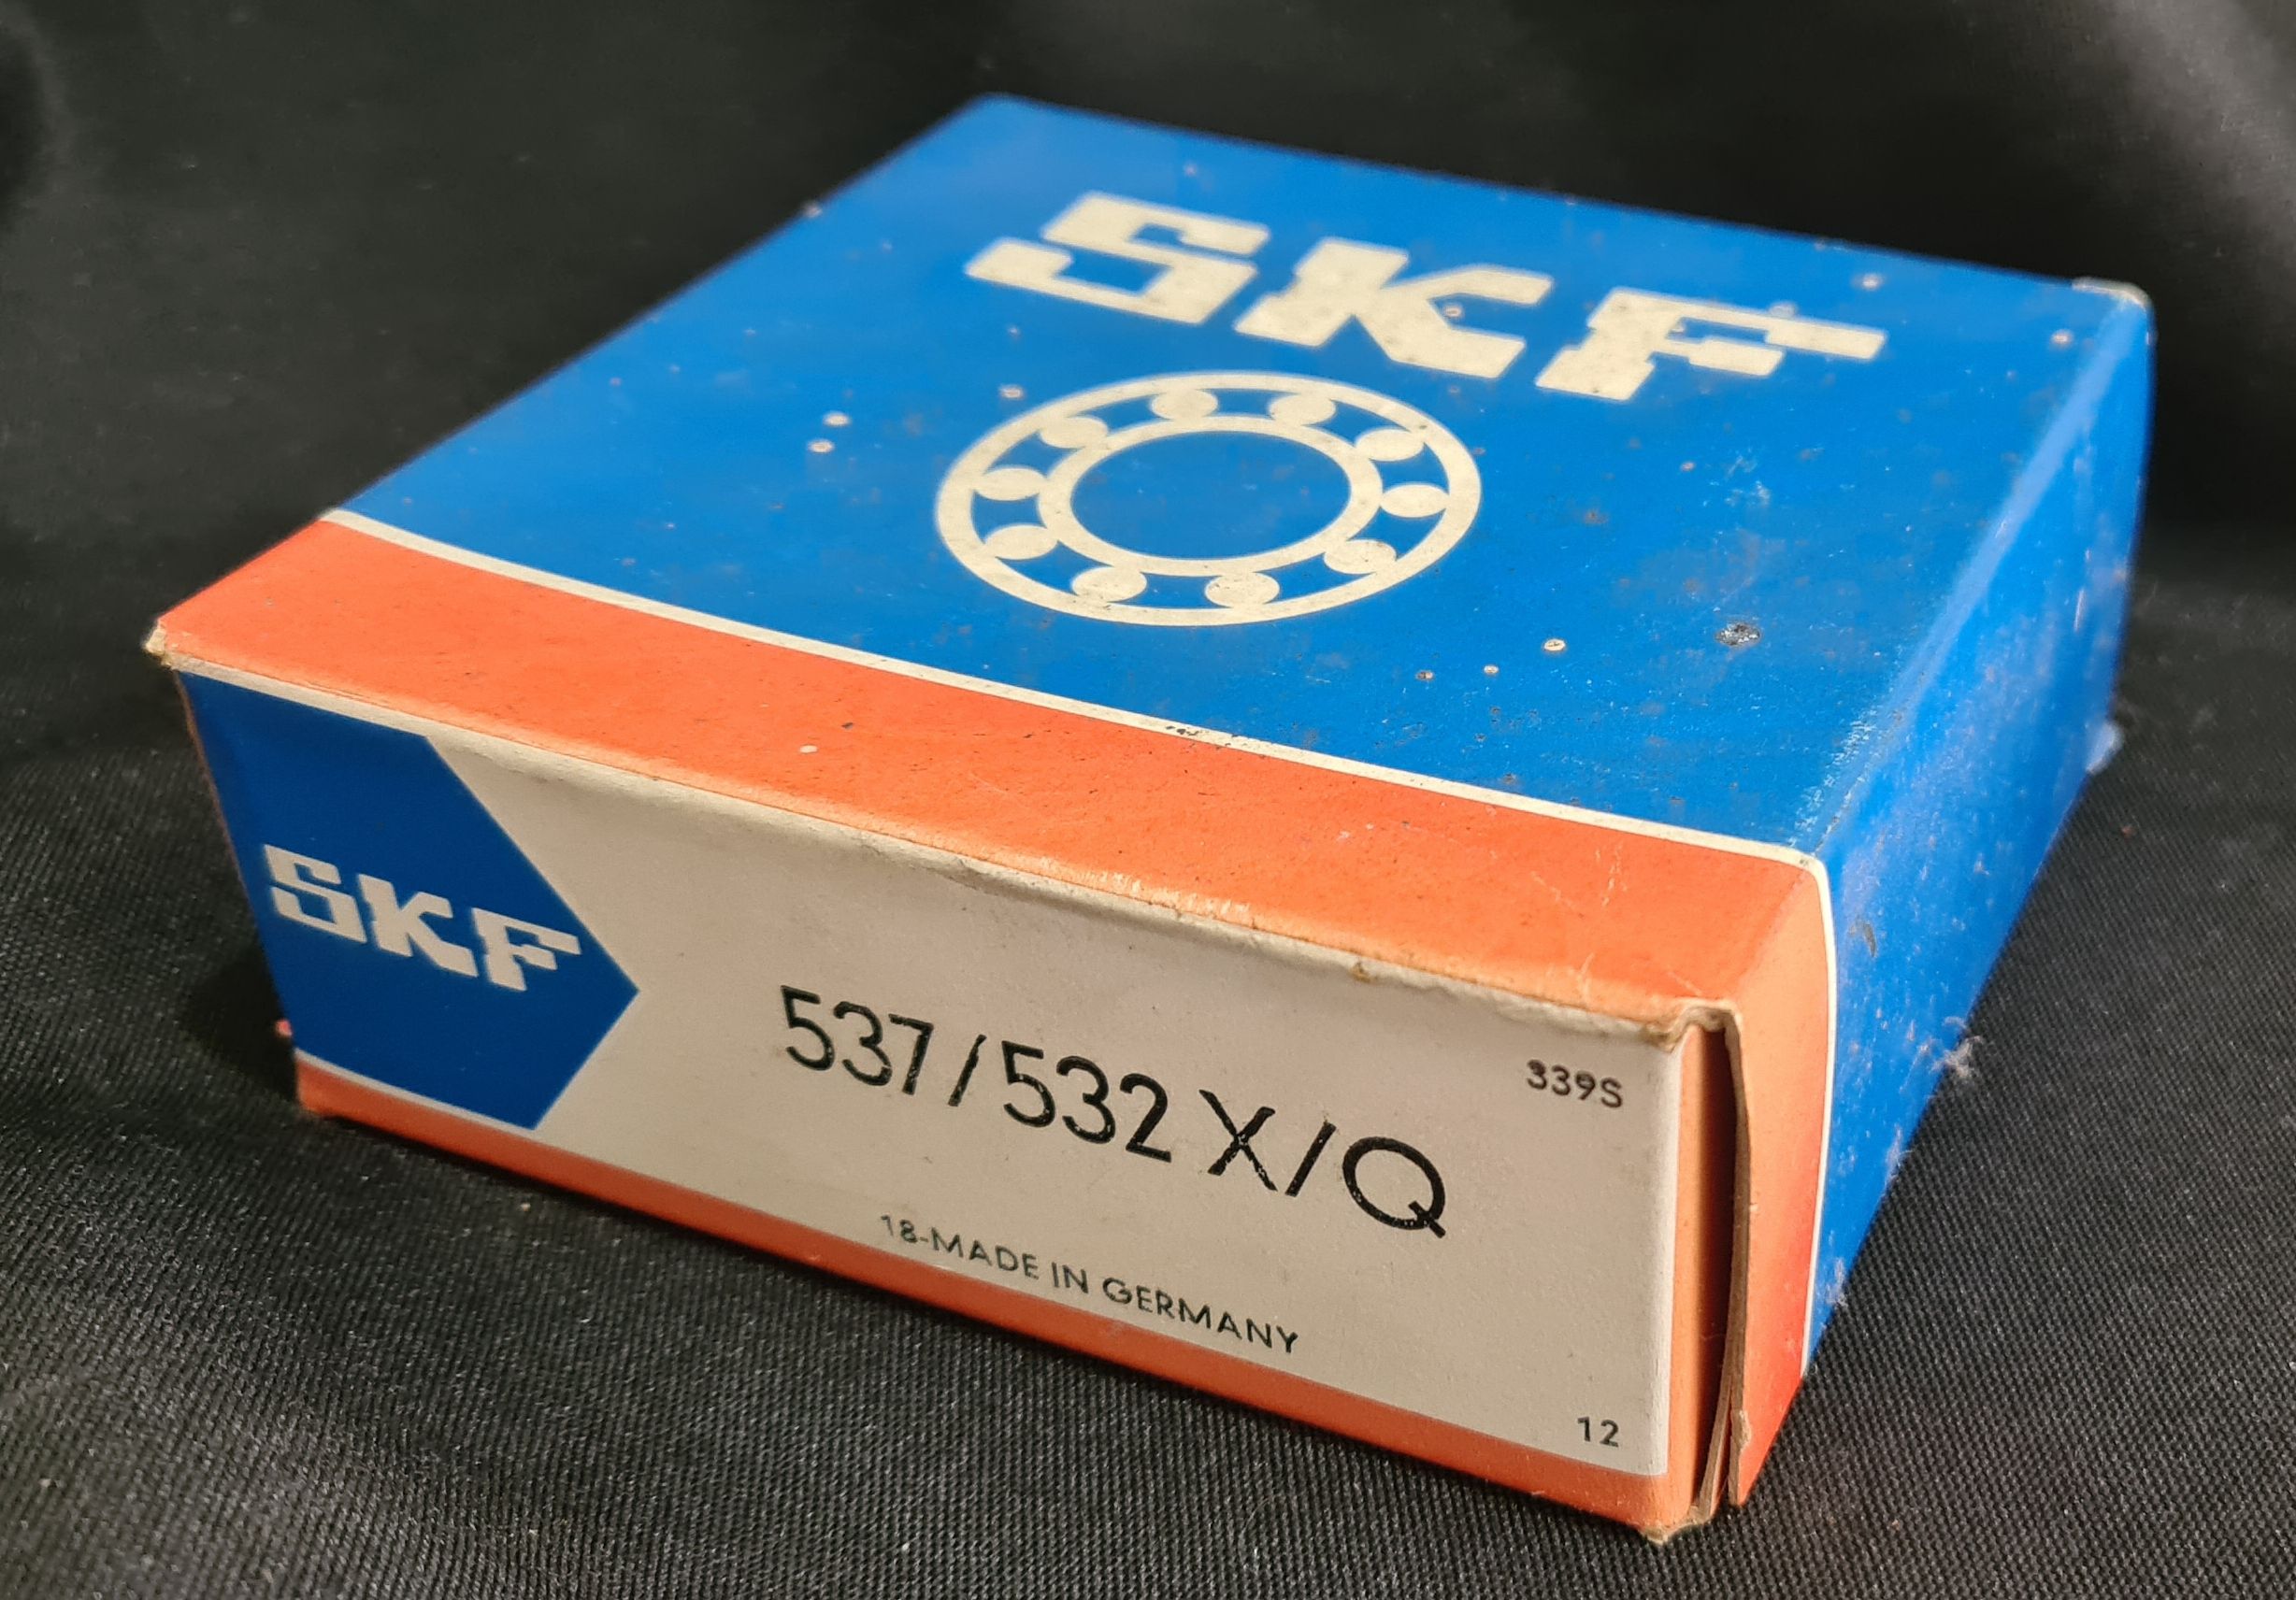 SKF
SKF
537/532 X/Q
339S
18-MADE IN GERMANY
12